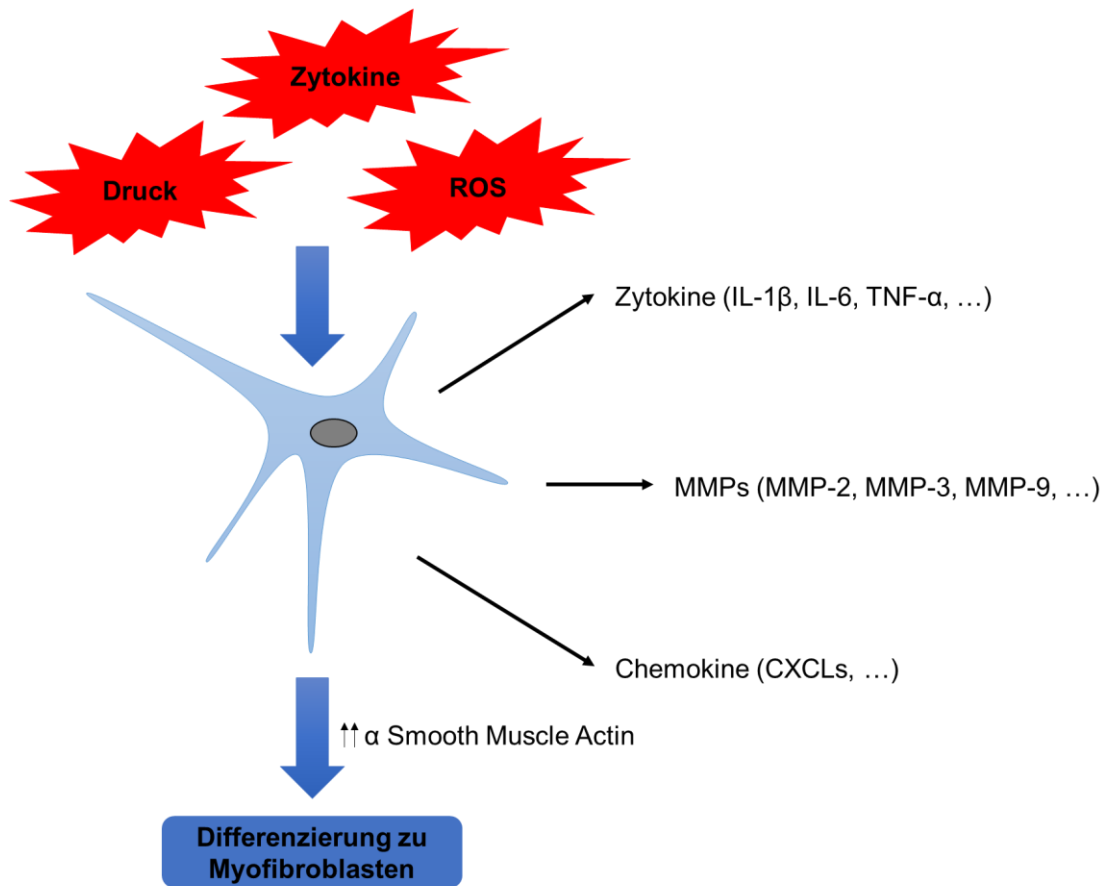 Zytokine
Druck
ROS
Zytokine (IL-1β, IL-6, TNF-α, …)
MMPs (MMP-2, MMP-3, MMP-9, …)
Chemokine (CXCLs, …)
↑↑ α Smooth Muscle Actin
Differenzierung zu
Myofibroblasten